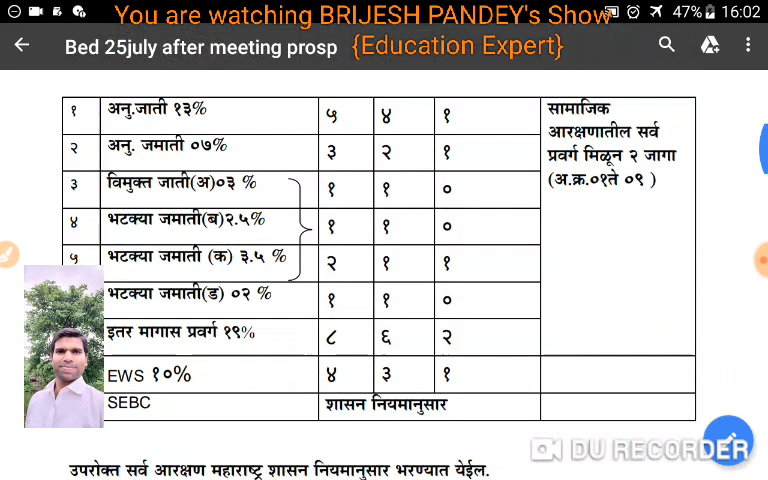 You are watching BRIJESH PANDEY's Show
47% 16:02
Bed 25july after meeting prosp {Education Expert}
१ अनु.जाती १३% ५ ४ १ सामाजिक
आरक्षणातील सर्व
प्रवर्ग मिळून २ जागा
(अ.क्र.०१ते ०९ )
२ अनु. जमाती ०७% ३ २ १
३ विमुक्त जाती(अ)०३ % १ १ ०
४ भटक्या जमाती(ब)२.५% १ १ ०
५ भटक्या जमाती (क) ३.५ % २ १ १
भटक्या जमाती(ड) ०२ % १ १ ०
इतर मागास प्रवर्ग १९% ८ ६ २
EWS १०% ४ ३ १
SEBC शासन नियमानुसार
DU RECORDER
उपरोक्त सर्व आरक्षण महाराष्ट्र शासन नियमानुसार भरण्यात येईल.